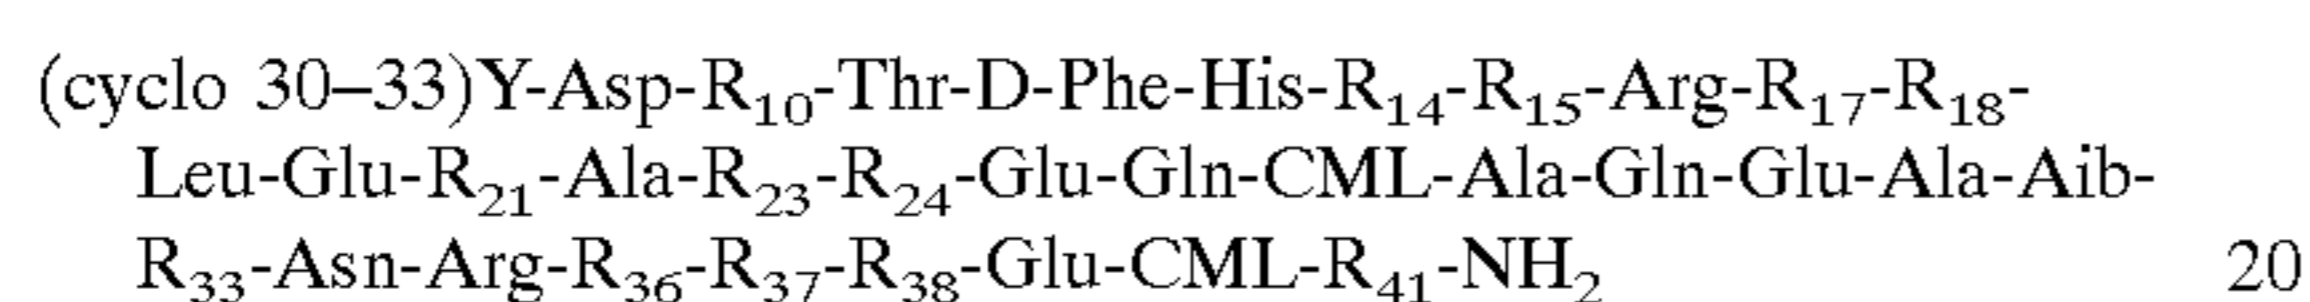 (cyclo 30–33)Y-Asp-R₁₀-Thr-D-Phe-His-R₁₄-R₁₅-Arg-R₁₇-R₁₈-
Leu-Glu-R₂₁-Ala-R₂₃-R₂₄-Glu-Gln-CML-Ala-Gln-Glu-Ala-Aib-
R₃₃-Asn-Arg-R₃₆-R₃₇-R₃₈-Glu-CML-R₄₁-NH₂ 20